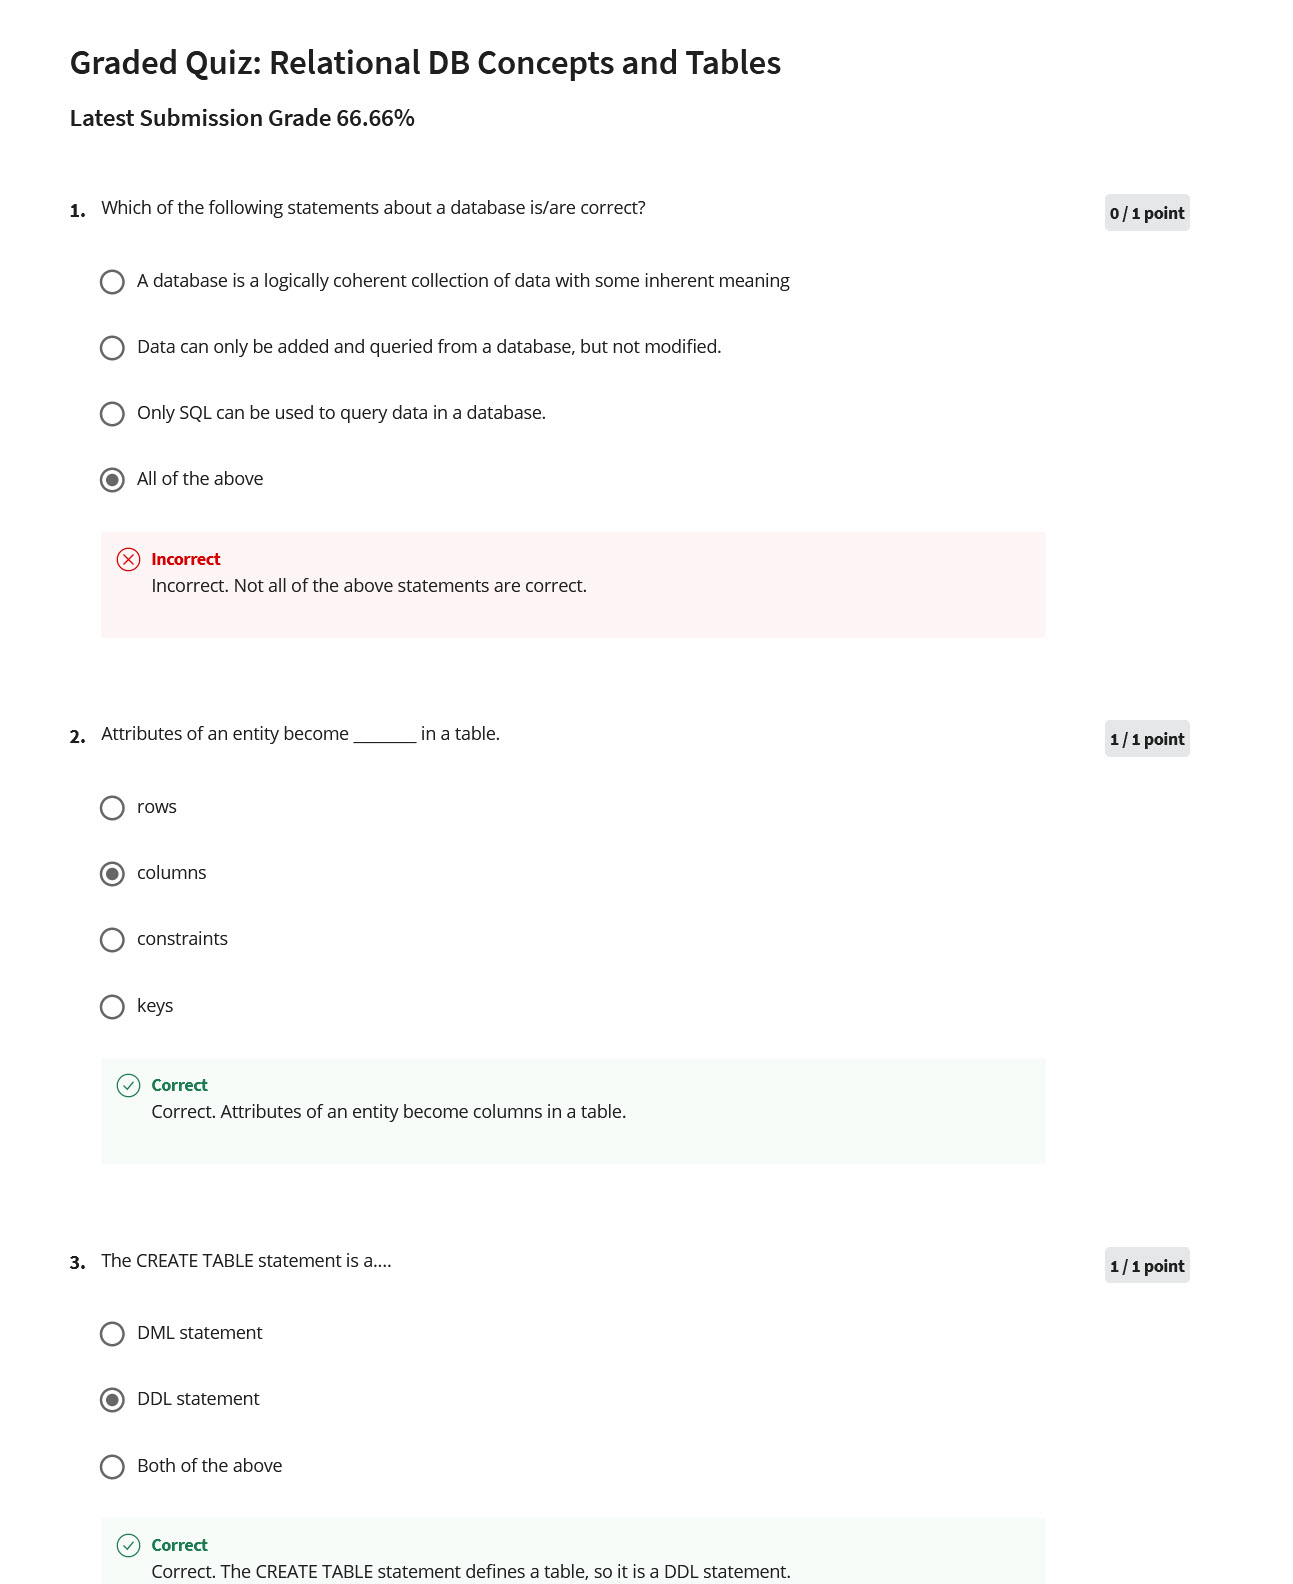 Graded Quiz: Relational DB Concepts and Tables
Latest Submission Grade 66.66%
1. Which of the following statements about a database is/are correct?
0 / 1 point
A database is a logically coherent collection of data with some inherent meaning
Data can only be added and queried from a database, but not modified.
Only SQL can be used to query data in a database.
All of the above
Incorrect
Incorrect. Not all of the above statements are correct.
2. Attributes of an entity become _______ in a table.
1 / 1 point
rows
columns
constraints
keys
Correct
Correct. Attributes of an entity become columns in a table.
3. The CREATE TABLE statement is a....
1 / 1 point
DML statement
DDL statement
Both of the above
Correct
Correct. The CREATE TABLE statement defines a table, so it is a DDL statement.